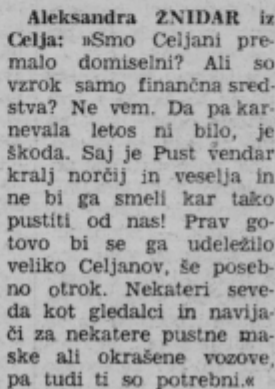 Aleksandra ŽNIDAR iz
Celja: »Smo Celjani pre-
malo domiselni? Ali so
vzrok samo finančna sred-
stva? Ne vem. Da pa kar-
nevala letos ni bilo, je
škoda. Saj je Pust vendar
kralj norčij in veselja in
ne bi ga smeli kar tako
pustiti od nas! Prav go-
tovo bi se ga udeležilo
veliko Celjanov, še poseb-
no otrok. Nekateri seve-
da kot gledalci in navija-
či za nekatere pustne ma-
ske ali okrašene vozove,
pa tudi ti so potrebni.«